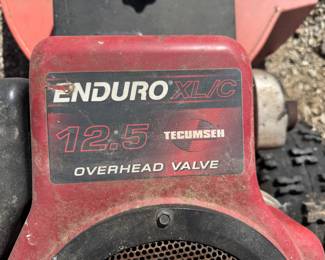 ENDURO® XL/C
12.5 TECUMSEH
OVERHEAD VALVE